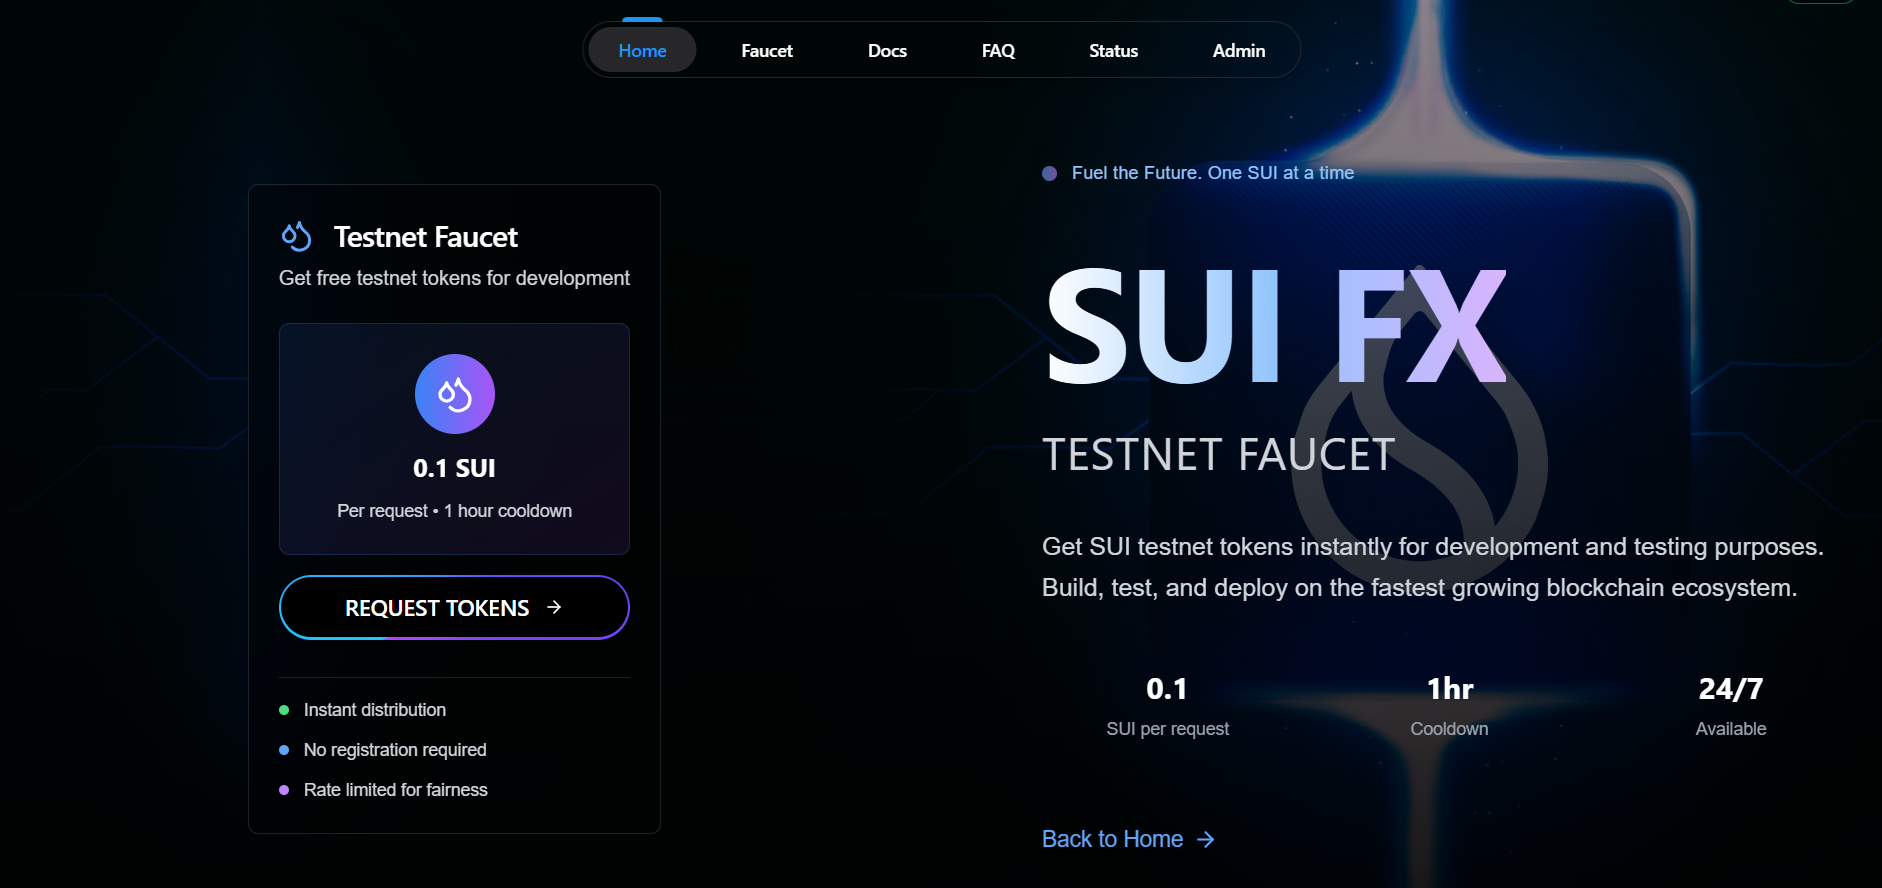 Home Faucet Docs FAQ Status Admin
Testnet Faucet
Get free testnet tokens for development
0.1 SUI
Per request • 1 hour cooldown
REQUEST TOKENS →
Instant distribution
No registration required
Rate limited for fairness
Fuel the Future. One SUI at a time
SUI FX
TESTNET FAUCET
Get SUI testnet tokens instantly for development and testing purposes.
Build, test, and deploy on the fastest growing blockchain ecosystem.
0.1 1hr 24/7
SUI per request Cooldown Available
Back to Home →